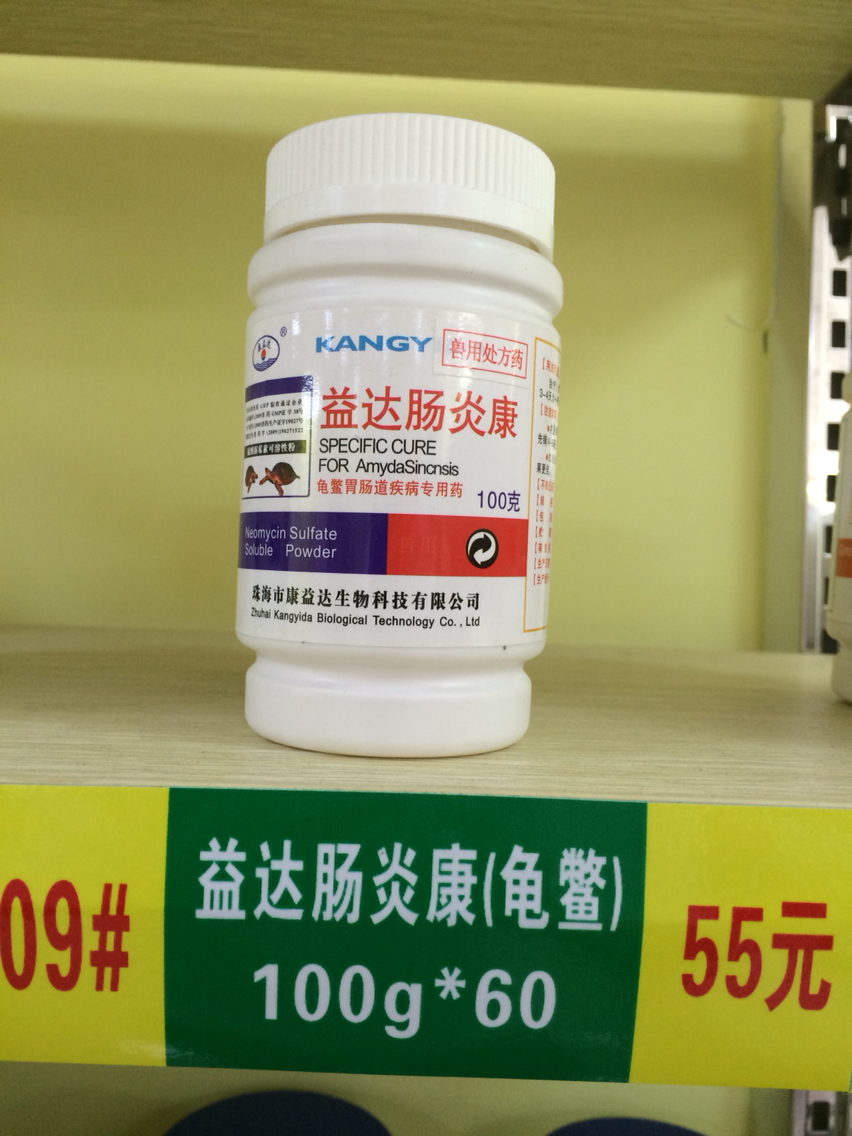 ®
KANGY
兽用处方药
益达肠炎康
SPECIFIC CURE
FOR AmydaSincnsis
龟鳖胃肠道疾病专用药
100克
Neomycin Sulfate
Soluble Powder
兽用
珠海市康益达生物科技有限公司
Zhuhai Kangyida Biological Technology Co., Ltd
09#
益达肠炎康(龟鳖)
100g*60
55元